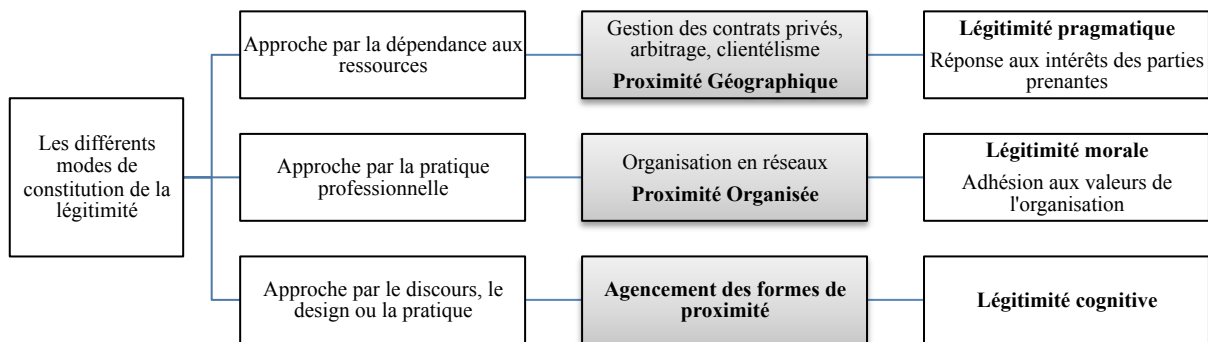 Les différents
modes de
constitution de la
légitimité
Approche par la dépendance aux
ressources
Gestion des contrats privés,
arbitrage, clientélisme
Proximité Géographique
Légitimité pragmatique
Réponse aux intérêts des parties
prenantes
Approche par la pratique
professionnelle
Organisation en réseaux
Proximité Organisée
Légitimité morale
Adhésion aux valeurs de
l'organisation
Approche par le discours, le
design ou la pratique
Agencement des formes de
proximité
Légitimité cognitive